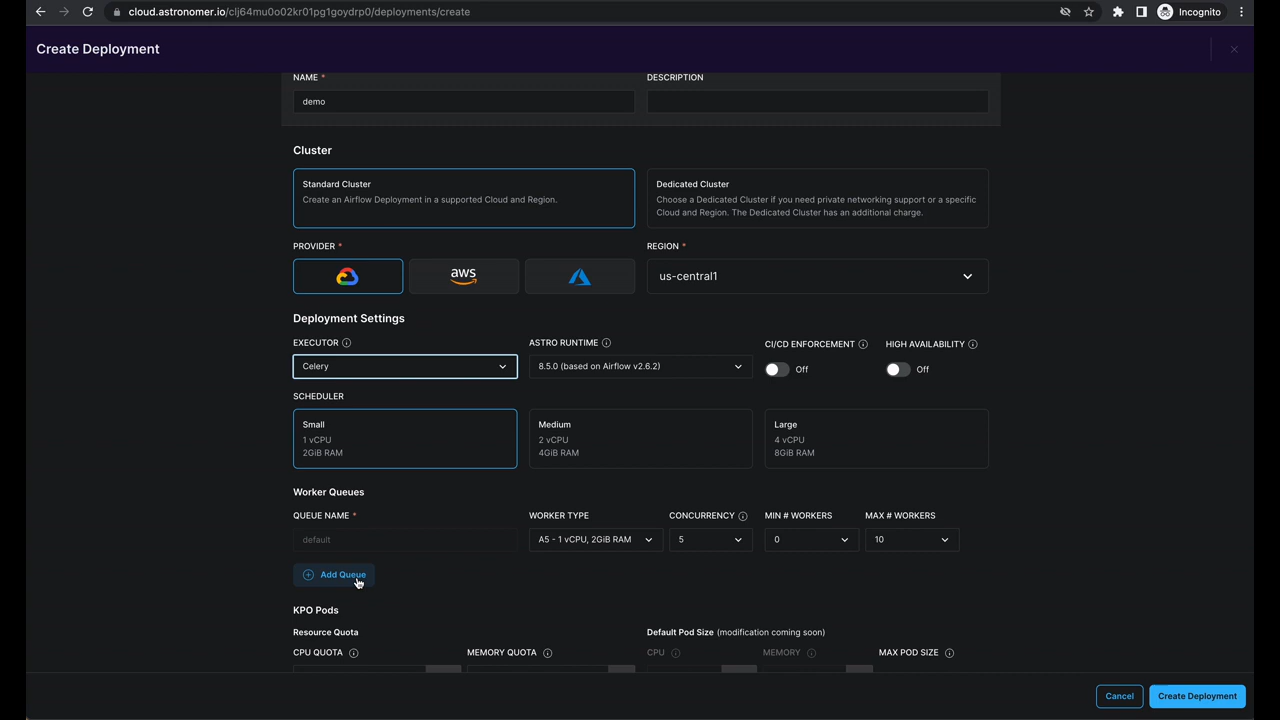 cloud.astronomer.io/clj64mu0o02kr01pg1goydrp0/deployments/create
Incognito
Create Deployment
NAME *
DESCRIPTION
demo
Cluster
Standard Cluster
Create an Airflow Deployment in a supported Cloud and Region.
Dedicated Cluster
Choose a Dedicated Cluster if you need private networking support or a specific
Cloud and Region. The Dedicated Cluster has an additional charge.
PROVIDER *
REGION *
aws
us-central1
Deployment Settings
EXECUTOR
ASTRO RUNTIME
CI/CD ENFORCEMENT
HIGH AVAILABILITY
Celery
8.5.0 (based on Airflow v2.6.2)
Off
Off
SCHEDULER
Small
1 vCPU
2GiB RAM
Medium
2 vCPU
4GiB RAM
Large
4 vCPU
8GiB RAM
Worker Queues
QUEUE NAME *
WORKER TYPE
CONCURRENCY
MIN # WORKERS
MAX # WORKERS
default
A5 - 1 vCPU, 2GiB RAM
5
0
10
Add Queue
KPO Pods
Resource Quota
Default Pod Size (modification coming soon)
CPU QUOTA
MEMORY QUOTA
CPU
MEMORY
MAX POD SIZE
Cancel
Create Deployment